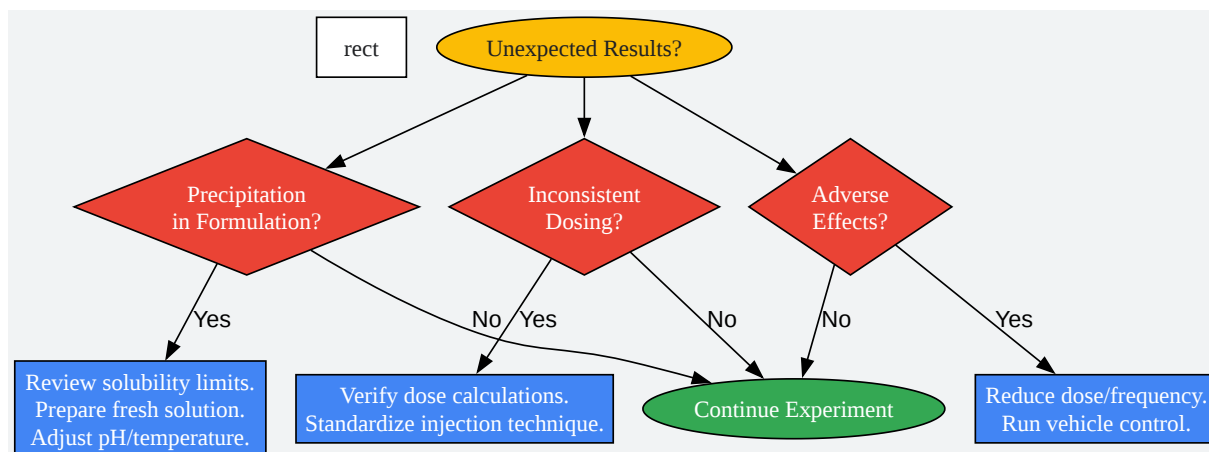 rect
Unexpected Results?
Precipitation
in Formulation?
Inconsistent
Dosing?
Adverse
Effects?
Yes
No
Yes
No
No
Yes
Review solubility limits.
Prepare fresh solution.
Adjust pH/temperature.
Verify dose calculations.
Standardize injection technique.
Continue Experiment
Reduce dose/frequency.
Run vehicle control.